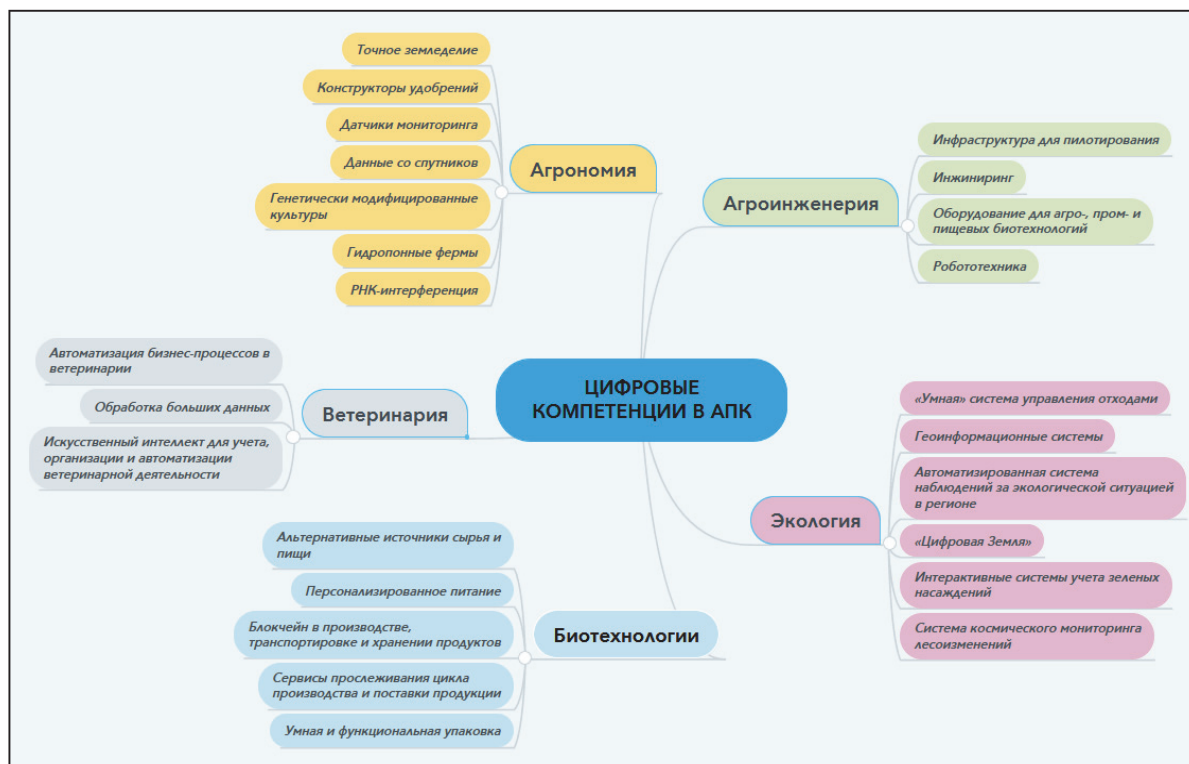 Точное земледелие
Конструкторы удобрений
Датчики мониторинга
Данные со спутников
Генетически модифицированные
культуры
Гидропонные фермы
РНК-интерференция
Агрономия
Агроинженерия
Инфраструктура для пилотирования
Инжиниринг
Оборудование для агро-, пром- и
пищевых биотехнологий
Робототехника
ЦИФРОВЫЕ
КОМПЕТЕНЦИИ В АПК
Автоматизация бизнес-процессов в
ветеринарии
Обработка больших данных
Искусственный интеллект для учета,
организации и автоматизации
ветеринарной деятельности
Ветеринария
Экология
«Умная» система управления отходами
Геоинформационные системы
Автоматизированная система
наблюдений за экологической ситуацией
в регионе
«Цифровая Земля»
Интерактивные системы учета зеленых
насаждений
Система космического мониторинга
лесоизменений
Альтернативные источники сырья и
пищи
Персонализированное питание
Блокчейн в производстве,
транспортировке и хранении продуктов
Сервисы прослеживания цикла
производства и поставки продукции
Умная и функциональная упаковка
Биотехнологии